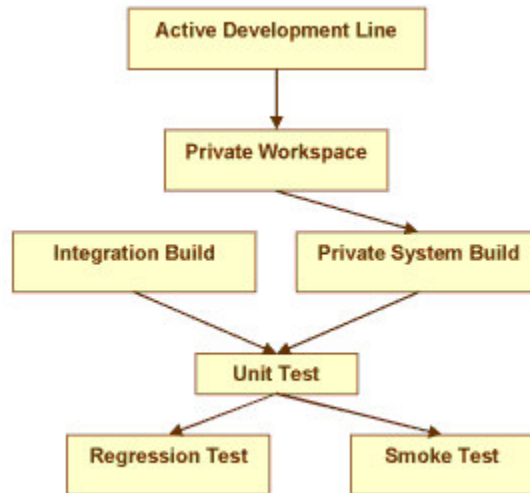 Active Development Line
Private Workspace
Integration Build
Private System Build
Unit Test
Regression Test
Smoke Test